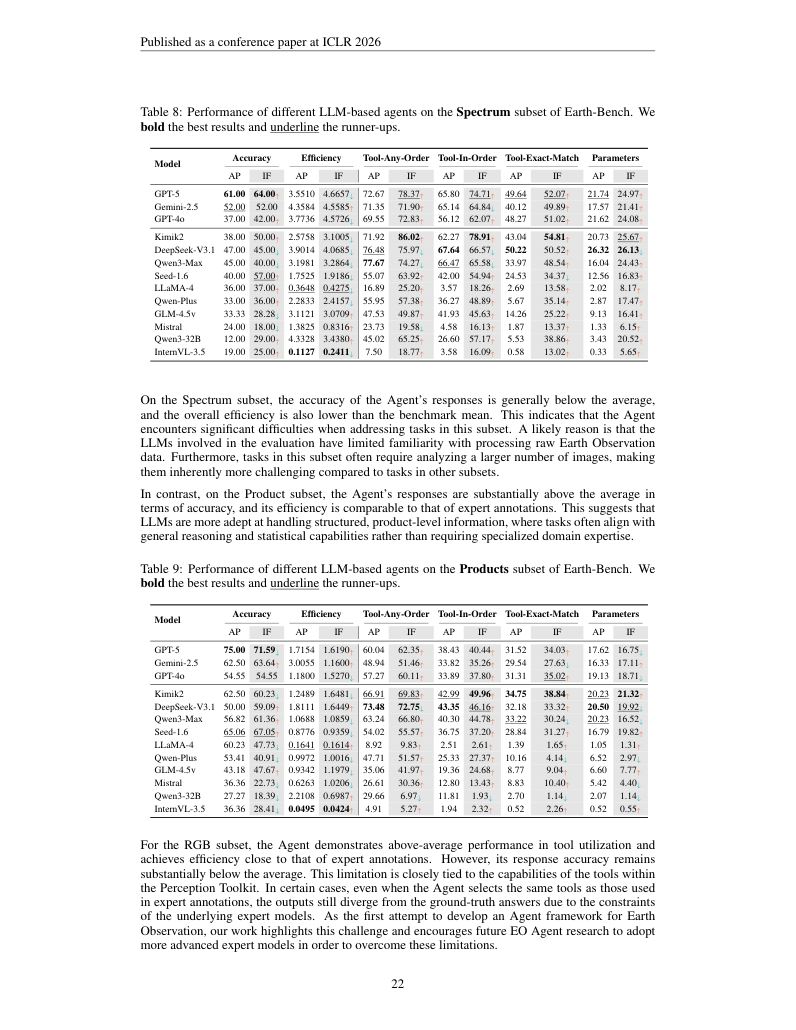 Published as a conference paper at ICLR 2026
Table 8: Performance of different LLM-based agents on the Spectrum subset of Earth-Bench. We
bold the best results and underline the runner-ups.
Model Accuracy Efficiency Tool-Any-Order Tool-In-Order Tool-Exact-Match Parameters
AP IF AP IF AP IF AP IF AP IF AP IF
GPT-5 61.00 64.00↑ 3.5510 4.6657↓ 72.67 78.37↑ 65.80 74.71↑ 49.64 52.07↑ 21.74 24.97↑
Gemini-2.5 52.00 52.00 4.3584 4.5585↑ 71.35 71.90↑ 65.14 64.84↓ 40.12 49.89↑ 17.57 21.41↑
GPT-4o 37.00 42.00↑ 3.7736 4.5726↓ 69.55 72.83↑ 56.12 62.07↑ 48.27 51.02↑ 21.62 24.08↑
Kimik2 38.00 50.00↑ 2.5758 3.1005↓ 71.92 86.02↑ 62.27 78.91↑ 43.04 54.81↑ 20.73 25.67↑
DeepSeek-V3.1 47.00 45.00↓ 3.9014 4.0685↓ 76.48 75.97↓ 67.64 66.57↓ 50.22 50.52↑ 26.32 26.13↓
Qwen3-Max 45.00 40.00↓ 3.1981 3.2864↓ 77.67 74.27↓ 66.47 65.58↓ 33.97 48.54↑ 16.04 24.43↑
Seed-1.6 40.00 57.00↑ 1.7525 1.9186↓ 55.07 63.92↑ 42.00 54.94↑ 24.53 34.37↓ 12.56 16.83↑
LLaMA-4 36.00 37.00↑ 0.3648 0.4275↓ 16.89 25.20↑ 3.57 18.26↑ 2.69 13.58↑ 2.02 8.17↑
Qwen-Plus 33.00 36.00↑ 2.2833 2.4157↓ 55.95 57.38↑ 36.27 48.89↑ 5.67 35.14↑ 2.87 17.47↑
GLM-4.5v 33.33 28.28↓ 3.1121 3.0709↑ 47.53 49.87↑ 41.93 45.63↑ 14.26 25.22↑ 9.13 16.41↑
Mistral 24.00 18.00↓ 1.3825 0.8316↑ 23.73 19.58↓ 4.58 16.13↑ 1.87 13.37↑ 1.33 6.15↑
Qwen3-32B 12.00 29.00↑ 4.3328 3.4380↑ 45.02 65.25↑ 26.60 57.17↑ 5.53 38.86↑ 3.43 20.52↑
InternVL-3.5 19.00 25.00↑ 0.1127 0.2411↓ 7.50 18.77↑ 3.58 16.09↑ 0.58 13.02↑ 0.33 5.65↑
On the Spectrum subset, the accuracy of the Agent's responses is generally below the average,
and the overall efficiency is also lower than the benchmark mean. This indicates that the Agent
encounters significant difficulties when addressing tasks in this subset. A likely reason is that the
LLMs involved in the evaluation have limited familiarity with processing raw Earth Observation
data. Furthermore, tasks in this subset often require analyzing a larger number of images, making
them inherently more challenging compared to tasks in other subsets.
In contrast, on the Product subset, the Agent's responses are substantially above the average in
terms of accuracy, and its efficiency is comparable to that of expert annotations. This suggests that
LLMs are more adept at handling structured, product-level information, where tasks often align with
general reasoning and statistical capabilities rather than requiring specialized domain expertise.
Table 9: Performance of different LLM-based agents on the Products subset of Earth-Bench. We
bold the best results and underline the runner-ups.
Model Accuracy Efficiency Tool-Any-Order Tool-In-Order Tool-Exact-Match Parameters
AP IF AP IF AP IF AP IF AP IF AP IF
GPT-5 75.00 71.59↓ 1.7154 1.6190↑ 60.04 62.35↑ 38.43 40.44↑ 31.52 34.03↑ 17.62 16.75↓
Gemini-2.5 62.50 63.64↑ 3.0055 1.1600↑ 48.94 51.46↑ 33.82 35.26↑ 29.54 27.63↓ 16.33 17.11↑
GPT-4o 54.55 54.55 1.1800 1.5270↓ 57.27 60.11↑ 33.89 37.80↑ 31.31 35.02↑ 19.13 18.71↓
Kimik2 62.50 60.23↓ 1.2489 1.6481↓ 66.91 69.83↑ 42.99 49.96↑ 34.75 38.84↑ 20.23 21.32↑
DeepSeek-V3.1 50.00 59.09↑ 1.8111 1.6449↑ 73.48 72.75↓ 43.35 46.16↑ 32.18 33.32↑ 20.50 19.92↓
Qwen3-Max 56.82 61.36↑ 1.0688 1.0859↓ 63.24 66.80↑ 40.30 44.78↑ 33.22 30.24↓ 20.23 16.52↓
Seed-1.6 65.06 67.05↑ 0.8776 0.9359↓ 54.02 55.57↑ 36.75 37.20↑ 28.84 31.27↑ 16.79 19.82↑
LLaMA-4 60.23 47.73↓ 0.1641 0.1614↑ 8.92 9.83↑ 2.51 2.61↑ 1.39 1.65↑ 1.05 1.31↑
Qwen-Plus 53.41 40.91↓ 0.9972 1.0016↓ 47.71 51.57↑ 25.33 27.37↑ 10.16 4.14↓ 6.52 2.97↓
GLM-4.5v 43.18 47.67↑ 0.9342 1.1979↓ 35.06 41.97↑ 19.36 24.68↑ 8.77 9.04↑ 6.60 7.77↑
Mistral 36.36 22.73↓ 0.6263 1.0206↓ 26.61 30.36↑ 12.80 13.43↑ 8.83 10.40↑ 5.42 4.40↓
Qwen3-32B 27.27 18.39↓ 2.2108 0.6987↑ 29.66 6.97↓ 11.81 1.93↓ 2.70 1.14↓ 2.07 1.14↓
InternVL-3.5 36.36 28.41↓ 0.0495 0.0424↑ 4.91 5.27↑ 1.94 2.32↑ 0.52 2.26↑ 0.52 0.55↑
For the RGB subset, the Agent demonstrates above-average performance in tool utilization and
achieves efficiency close to that of expert annotations. However, its response accuracy remains
substantially below the average. This limitation is closely tied to the capabilities of the tools within
the Perception Toolkit. In certain cases, even when the Agent selects the same tools as those used
in expert annotations, the outputs still diverge from the ground-truth answers due to the constraints
of the underlying expert models. As the first attempt to develop an Agent framework for Earth
Observation, our work highlights this challenge and encourages future EO Agent research to adopt
more advanced expert models in order to overcome these limitations.
22